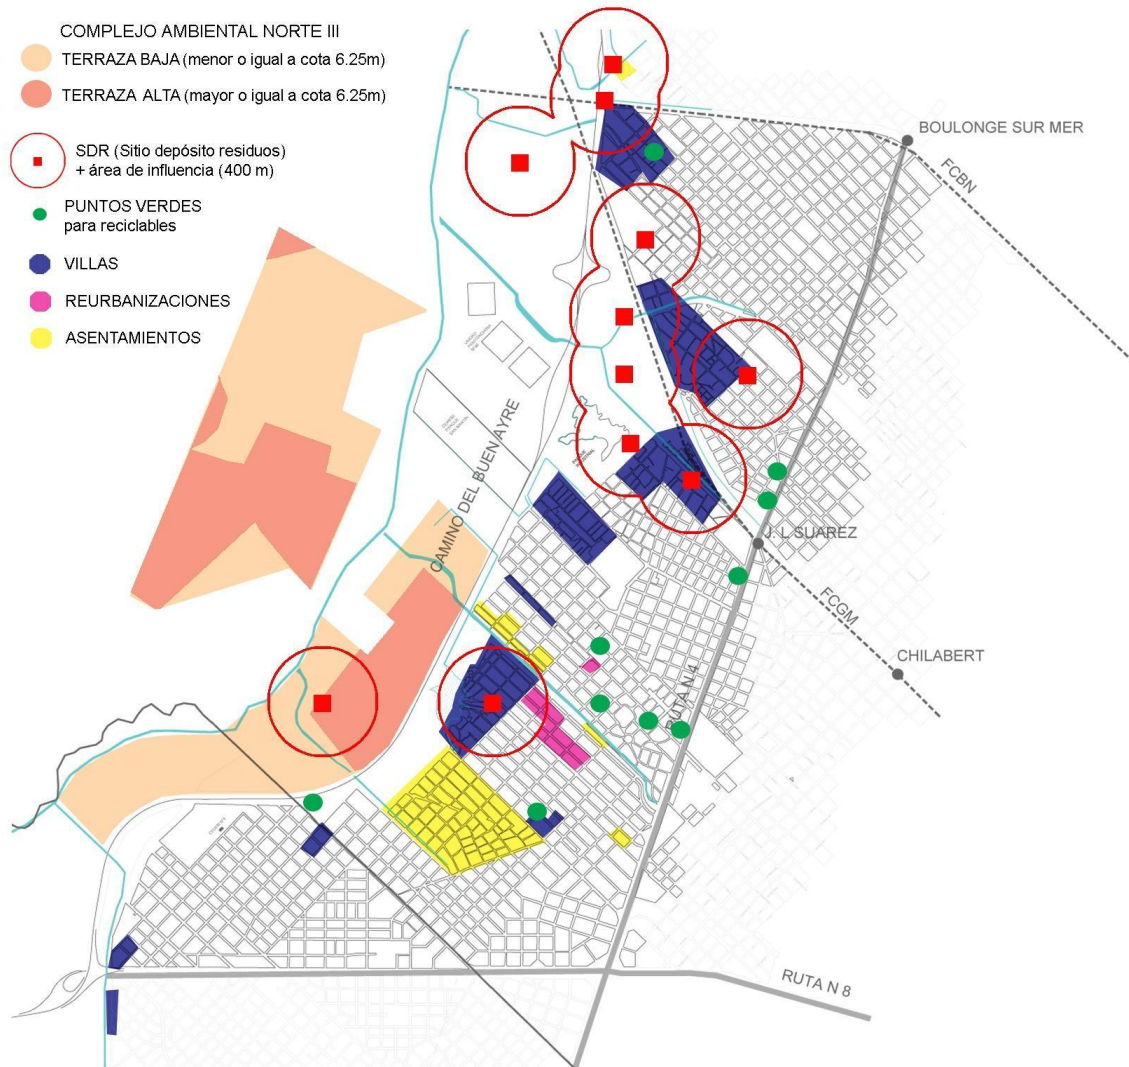 COMPLEJO AMBIENTAL NORTE III
TERRAZA BAJA (menor o igual a cota 6.25m)
TERRAZA ALTA (mayor o igual a cota 6.25m)
SDR (Sitio depósito residuos)
+ área de influencia (400 m)
PUNTOS VERDES
para reciclables
VILLAS
REURBANIZACIONES
ASENTAMIENTOS
BOULONGE SUR MER
FCBN
CAMINO DEL BUEN AYRE
J. L SUAREZ
FCGM
CHILABERT
RUTA N 4
RUTA N 8